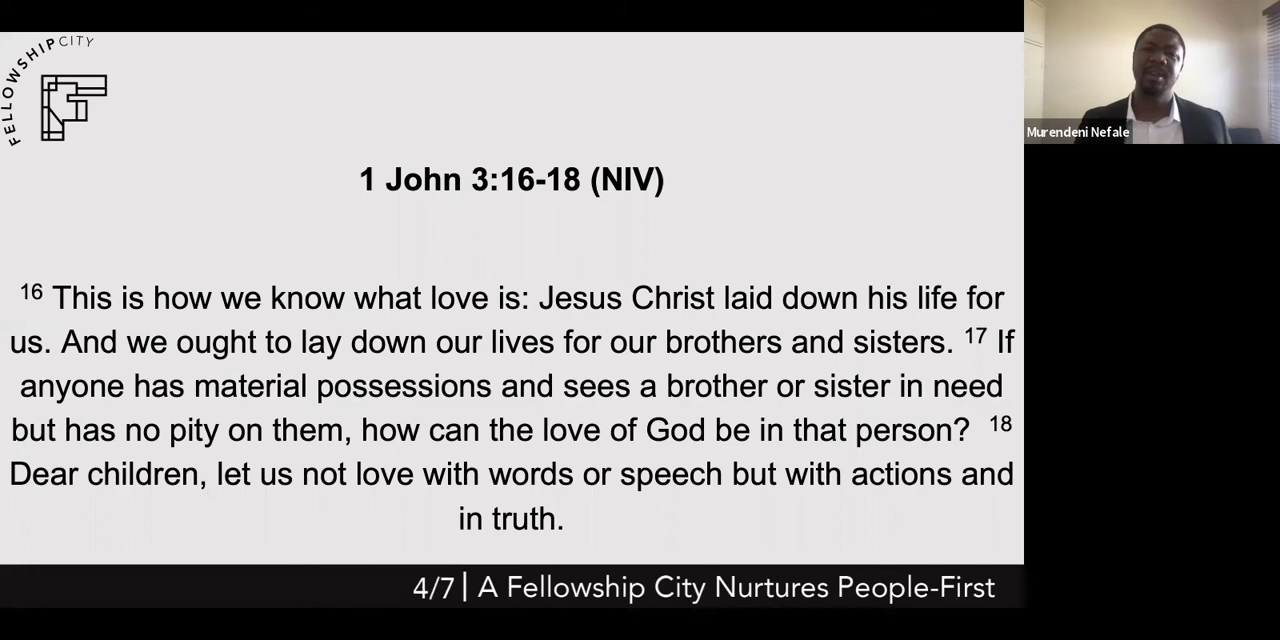 FELLOWSHIP CITY
Murendeni Nefale
1 John 3:16-18 (NIV)
16 This is how we know what love is: Jesus Christ laid down his life for
us. And we ought to lay down our lives for our brothers and sisters. 17 If
anyone has material possessions and sees a brother or sister in need
but has no pity on them, how can the love of God be in that person? 18
Dear children, let us not love with words or speech but with actions and
in truth.
4/7 | A Fellowship City Nurtures People-First